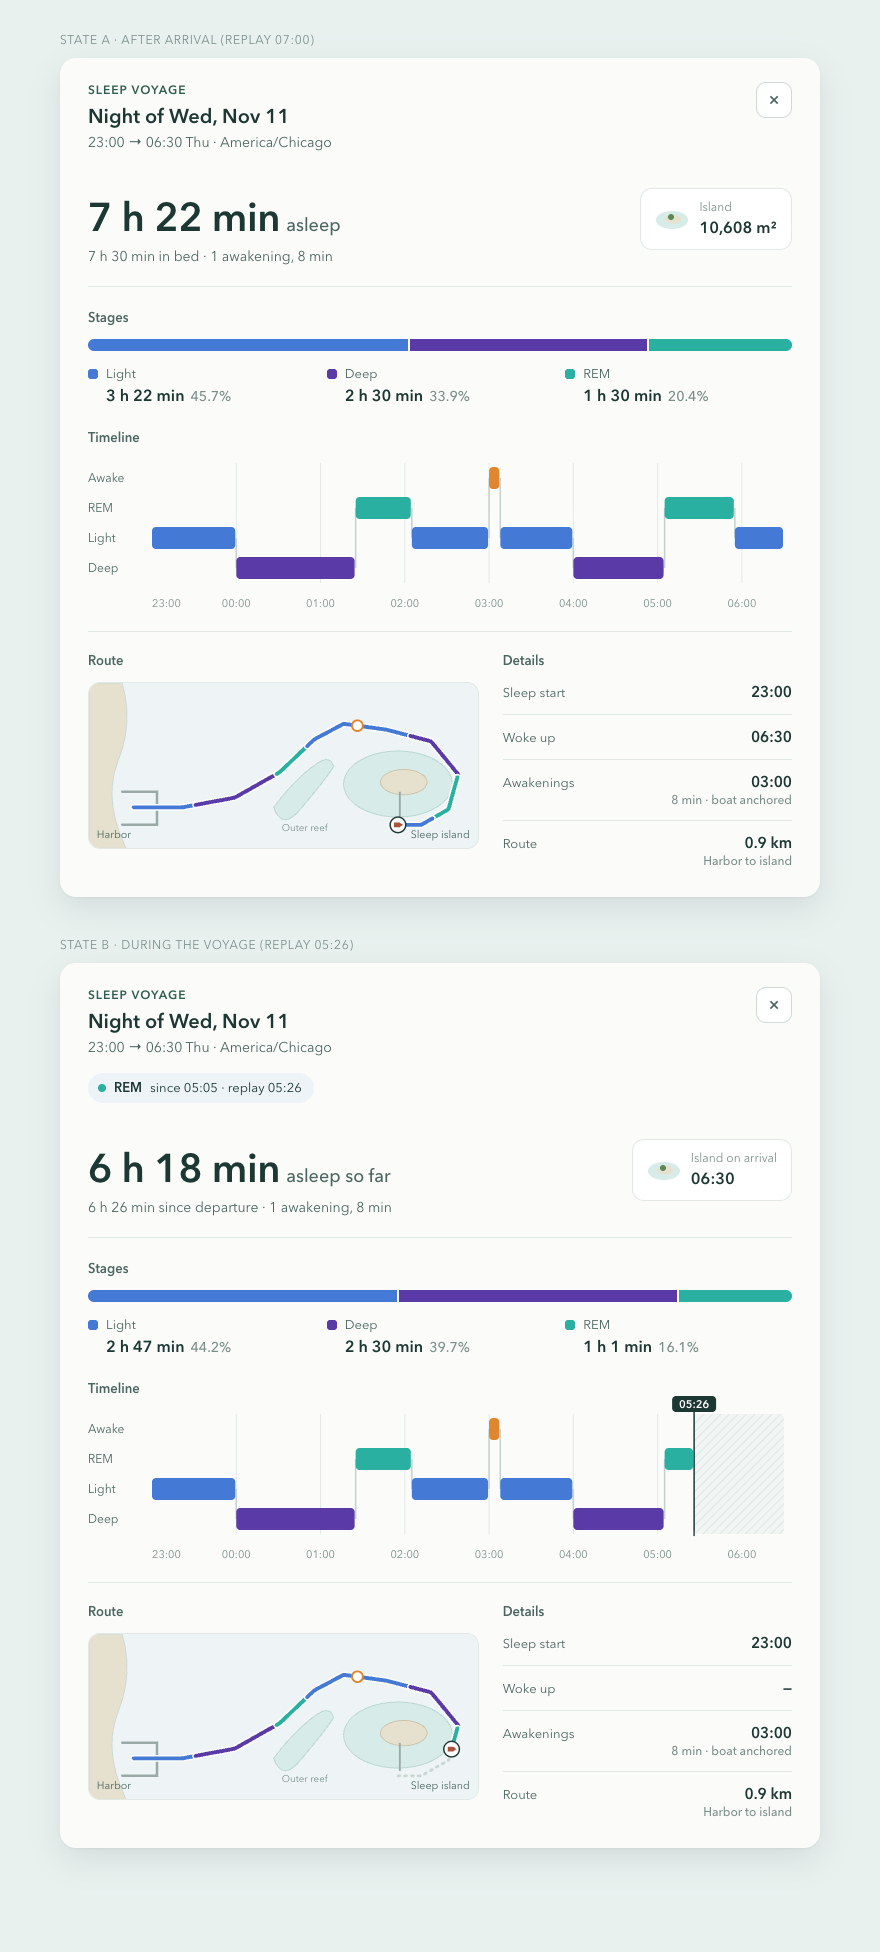 STATE A · AFTER ARRIVAL (REPLAY 07:00)
SLEEP VOYAGE
Night of Wed, Nov 11
23:00 → 06:30 Thu · America/Chicago
×
7 h 22 min asleep
7 h 30 min in bed · 1 awakening, 8 min
Island
10,608 m²
Stages
Light
3 h 22 min 45.7%
Deep
2 h 30 min 33.9%
REM
1 h 30 min 20.4%
Timeline
Awake
REM
Light
Deep
23:00 00:00 01:00 02:00 03:00 04:00 05:00 06:00
Route
Harbor
Outer reef
Sleep island
Details
Sleep start 23:00
Woke up 06:30
Awakenings 03:00
8 min · boat anchored
Route 0.9 km
Harbor to island
STATE B · DURING THE VOYAGE (REPLAY 05:26)
SLEEP VOYAGE
Night of Wed, Nov 11
23:00 → 06:30 Thu · America/Chicago
×
REM since 05:05 · replay 05:26
6 h 18 min asleep so far
6 h 26 min since departure · 1 awakening, 8 min
Island on arrival
06:30
Stages
Light
2 h 47 min 44.2%
Deep
2 h 30 min 39.7%
REM
1 h 1 min 16.1%
Timeline
05:26
Awake
REM
Light
Deep
23:00 00:00 01:00 02:00 03:00 04:00 05:00 06:00
Route
Harbor
Outer reef
Sleep island
Details
Sleep start 23:00
Woke up –
Awakenings 03:00
8 min · boat anchored
Route 0.9 km
Harbor to island